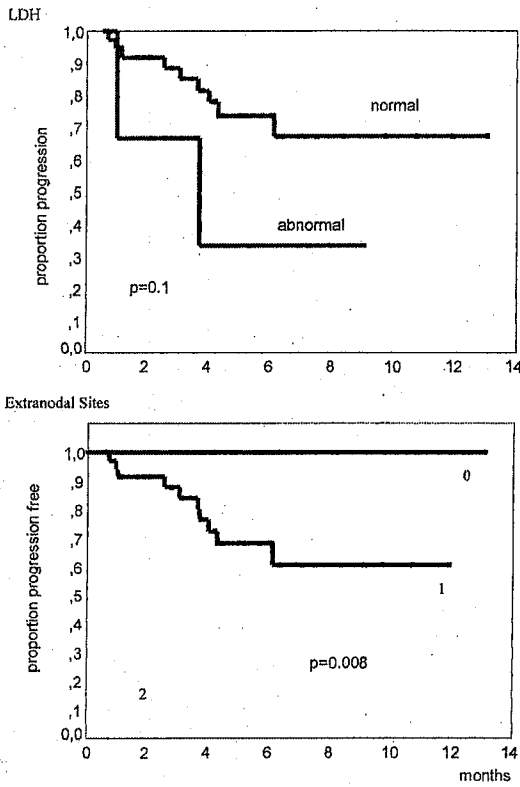 LDH
1,0
,9
,8
,7
,6
,5
,4
,3
,2
,1
0,0
proportion progression
normal
abnormal
p=0.1
0 2 4 6 8 10 12 14
Extranodal Sites
1,0
,9
,8
,7
,6
,5
,4
,3
,2
,1
0,0
proportion progression free
0
1
p=0.008
2
0 2 4 6 8 10 12 14
months